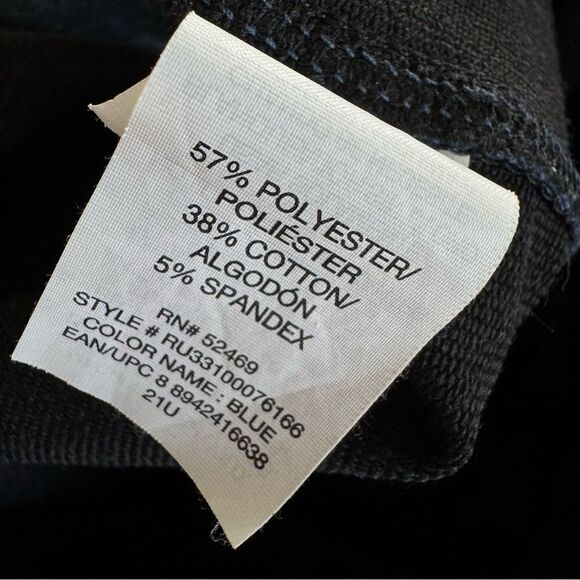 57% POLYESTER/
POLIÉSTER
38% COTTON/
ALGODÓN
5% SPANDEX
RN# 52469
STYLE # RU33100076166
COLOR NAME : BLUE
EAN/UPC 8 8942416638
21U